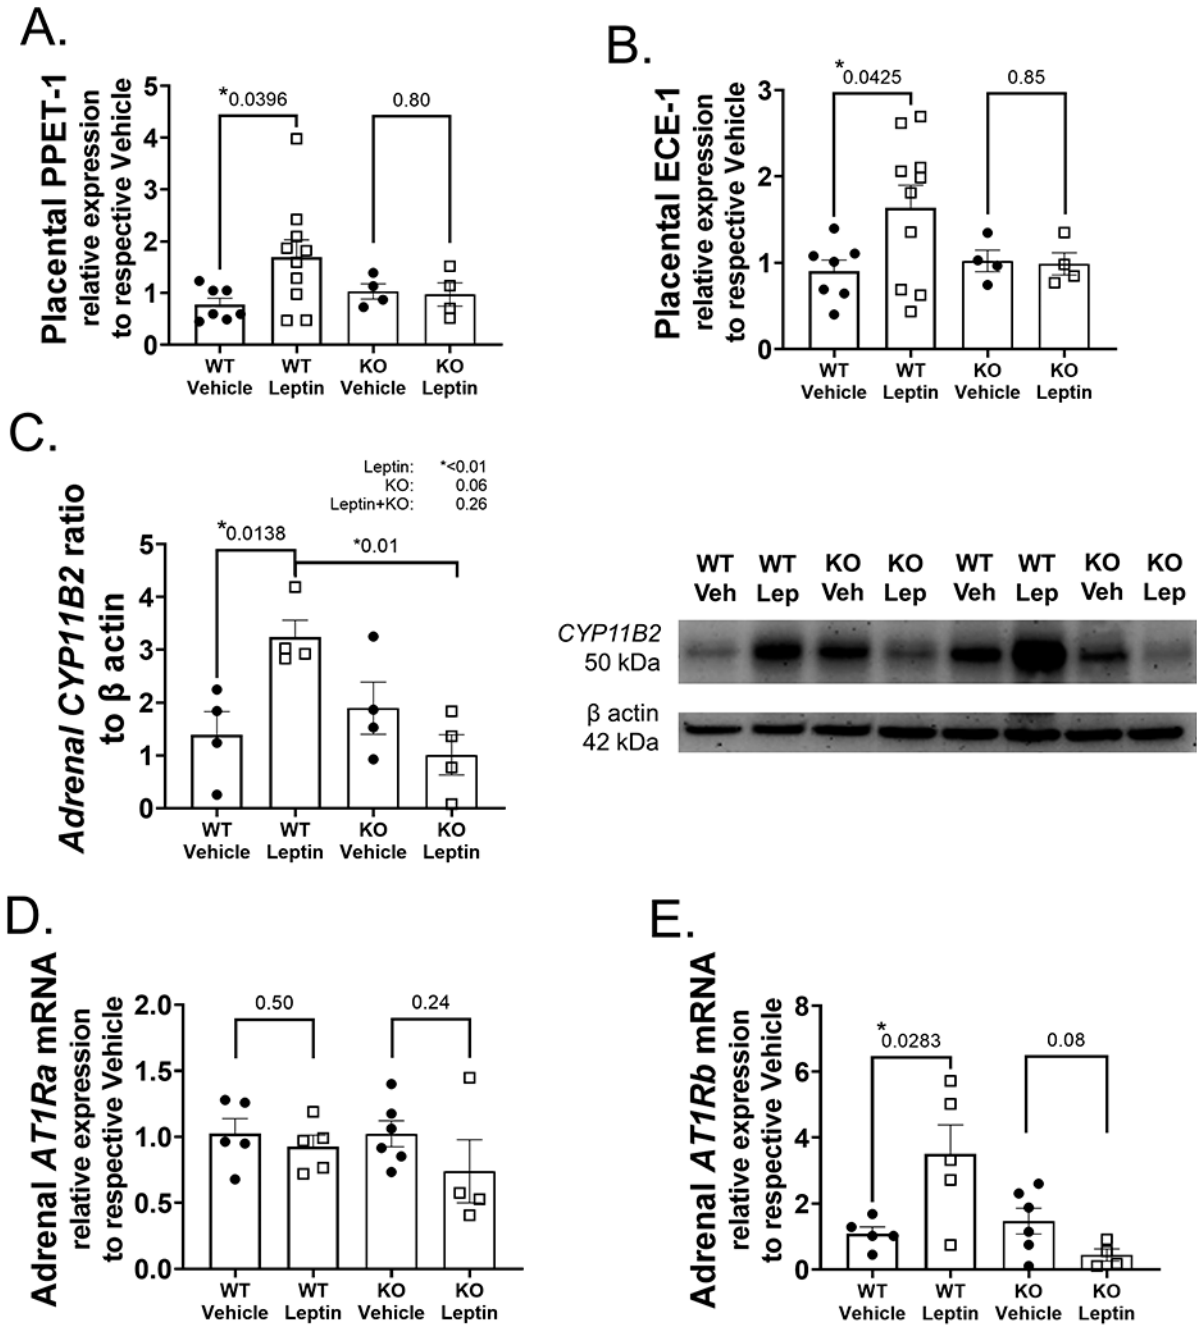 A.
Placental PPET-1
relative expression
to respective Vehicle
5
4
3
2
1
0
*0.0396
0.80
WT
Vehicle
WT
Leptin
KO
Vehicle
KO
Leptin
B.
Placental ECE-1
relative expression
to respective Vehicle
3
2
1
0
*
0.0425
0.85
WT
Vehicle
WT
Leptin
KO
Vehicle
KO
Leptin
C.
Adrenal CYP11B2 ratio
to β actin
Leptin: *<0.01
KO: 0.06
Leptin+KO: 0.26
5
4
3
2
1
0
*0.0138
*0.01
WT
Vehicle
WT
Leptin
KO
Vehicle
KO
Leptin
WT WT KO KO WT WT KO KO
Veh Lep Veh Lep Veh Lep Veh Lep
CYP11B2
50 kDa
β actin
42 kDa
D.
Adrenal AT1Ra mRNA
relative expression
to respective Vehicle
2.0
1.5
1.0
0.5
0.0
0.50
0.24
WT
Vehicle
WT
Leptin
KO
Vehicle
KO
Leptin
E.
Adrenal AT1Rb mRNA
relative expression
to respective Vehicle
8
6
4
2
0
*
0.0283
0.08
WT
Vehicle
WT
Leptin
KO
Vehicle
KO
Leptin